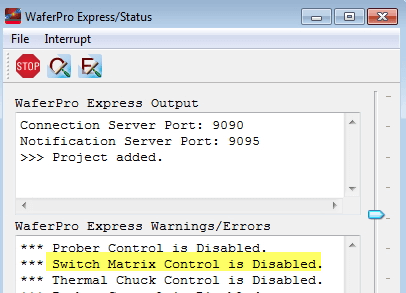 WaferPro Express/Status
File Interrupt
STOP
WaferPro Express Output
Connection Server Port: 9090
Notification Server Port: 9095
>>> Project added.
WaferPro Express Warnings/Errors
*** Prober Control is Disabled.
*** Switch Matrix Control is Disabled.
*** Thermal Chuck Control is Disabled.